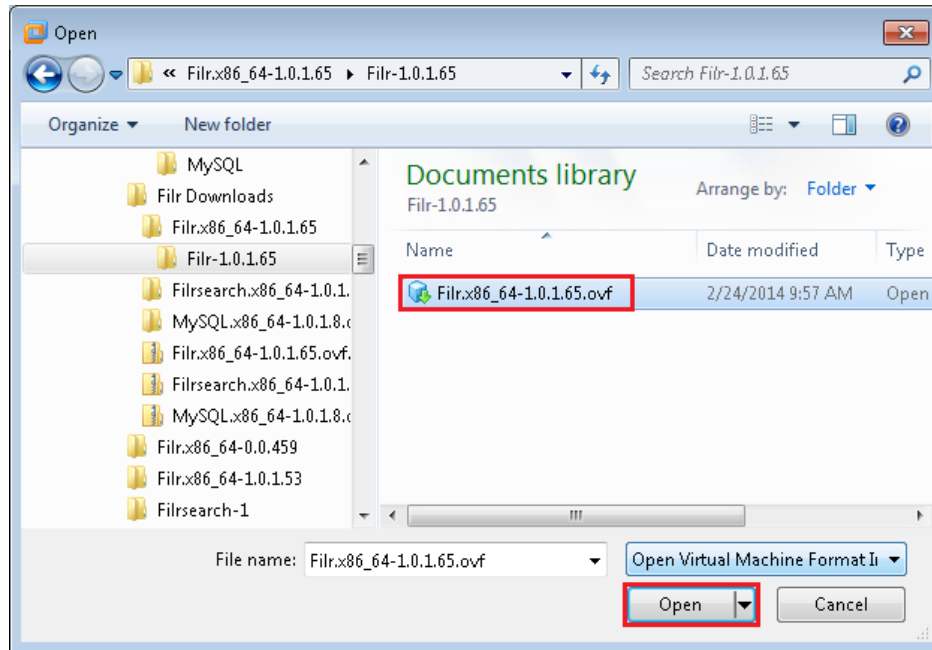 Open
« Filr.x86_64-1.0.1.65 ▸ Filr-1.0.1.65
Search Filr-1.0.1.65
Organize
New folder
MySQL
Filr Downloads
Filr.x86_64-1.0.1.65
Filr-1.0.1.65
Filrsearch.x86_64-1.0.1.
MySQL.x86_64-1.0.1.8.
Filr.x86_64-1.0.1.65.ovf.
Filrsearch.x86_64-1.0.1.
MySQL.x86_64-1.0.1.8.
Filr.x86_64-0.0.459
Filr.x86_64-1.0.1.53
Filrsearch-1
Documents library
Filr-1.0.1.65
Arrange by: Folder
Name Date modified Type
Filr.x86_64-1.0.1.65.ovf 2/24/2014 9:57 AM Open
File name: Filr.x86_64-1.0.1.65.ovf
Open Virtual Machine Format
Open Cancel